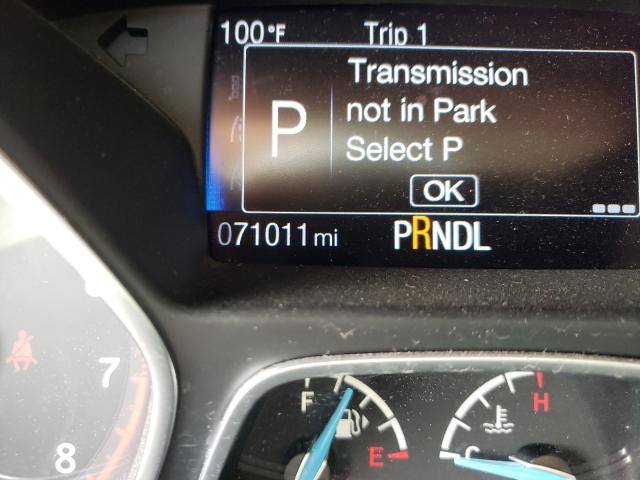 100°F Trip 1
P
Transmission
not in Park
Select P
OK
071011 mi PRNDL
7
8
F
E
H
C